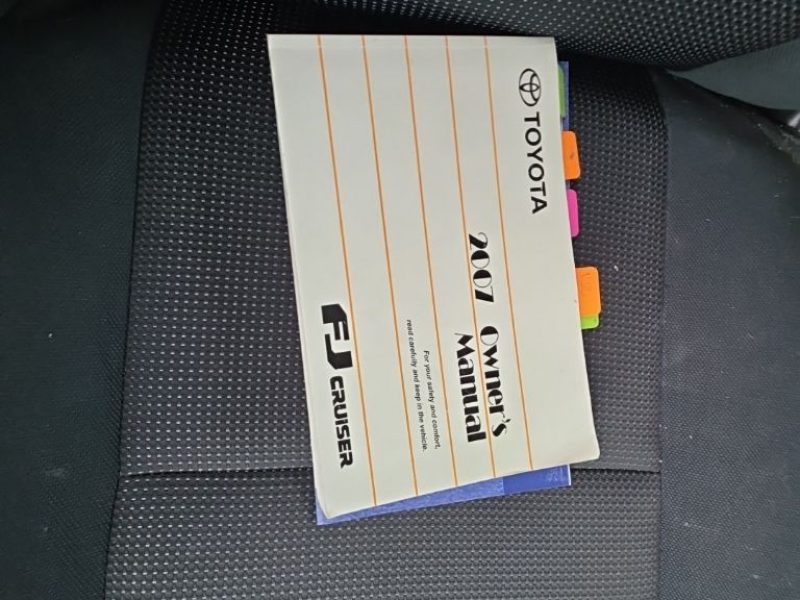 TOYOTA
2007 Owner's
Manual
For your safety and comfort,
read carefully and keep in the vehicle.
FJ CRUISER